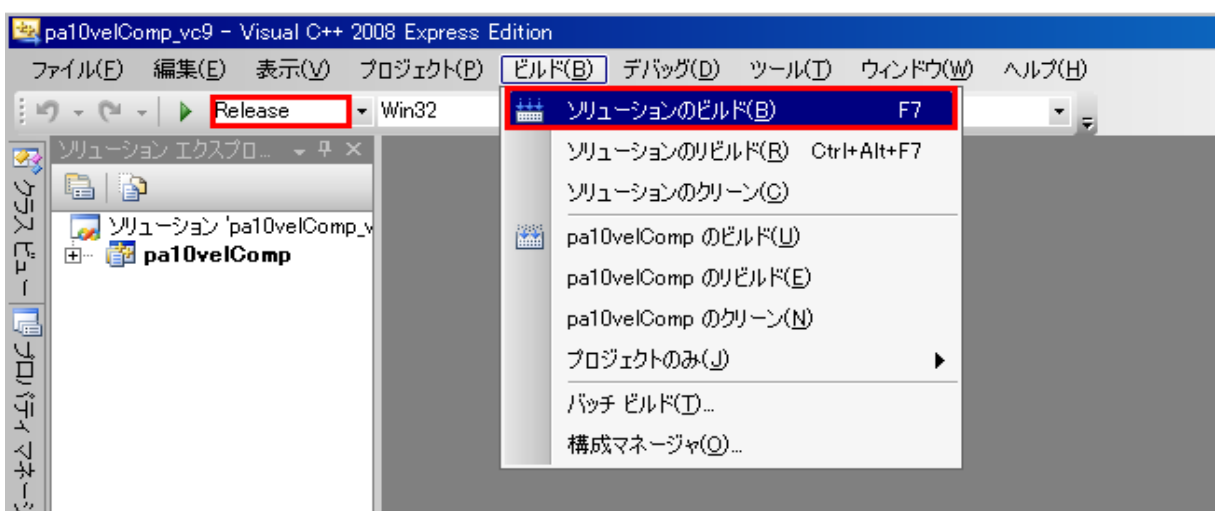 pa10velComp_vc9 - Visual C++ 2008 Express Edition
ファイル(F) 編集(E) 表示(V) プロジェクト(P) ビルド(B) デバッグ(D) ツール(T) ウィンドウ(W) ヘルプ(H)
Release Win32
ソリューションのビルド(B) F7
ソリューションのリビルド(R) Ctrl+Alt+F7
ソリューションのクリーン(C)
pa10velComp のビルド(U)
pa10velComp のリビルド(E)
pa10velComp のクリーン(N)
プロジェクトのみ(J)
バッチ ビルド(T)...
構成マネージャ(O)...
ソリューション エクスプロ...
ソリューション 'pa10velComp_v
pa10velComp
クラス ビュー
プロパティ マネージ